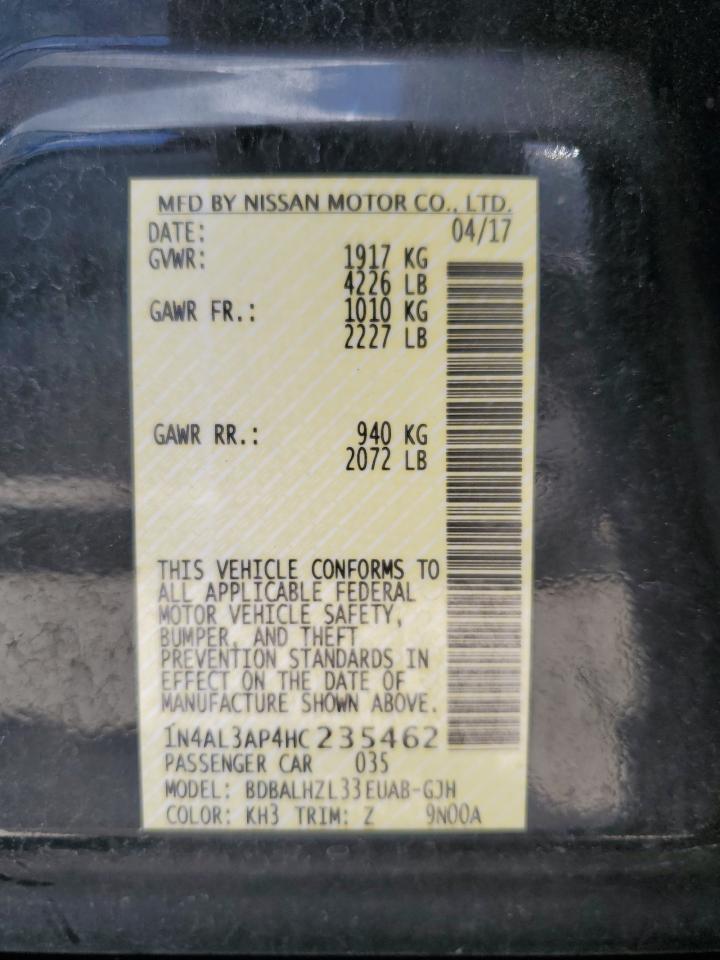 MFD BY NISSAN MOTOR CO., LTD.
DATE: 04/17
GVWR: 1917 KG
4226 LB
GAWR FR.: 1010 KG
2227 LB
GAWR RR.: 940 KG
2072 LB
THIS VEHICLE CONFORMS TO
ALL APPLICABLE FEDERAL
MOTOR VEHICLE SAFETY,
BUMPER, AND THEFT
PREVENTION STANDARDS IN
EFFECT ON THE DATE OF
MANUFACTURE SHOWN ABOVE.
1N4AL3AP4HC235462
PASSENGER CAR 035
MODEL: BDBALHZL33EUAB-GJH
COLOR: KH3 TRIM: Z 9N00A